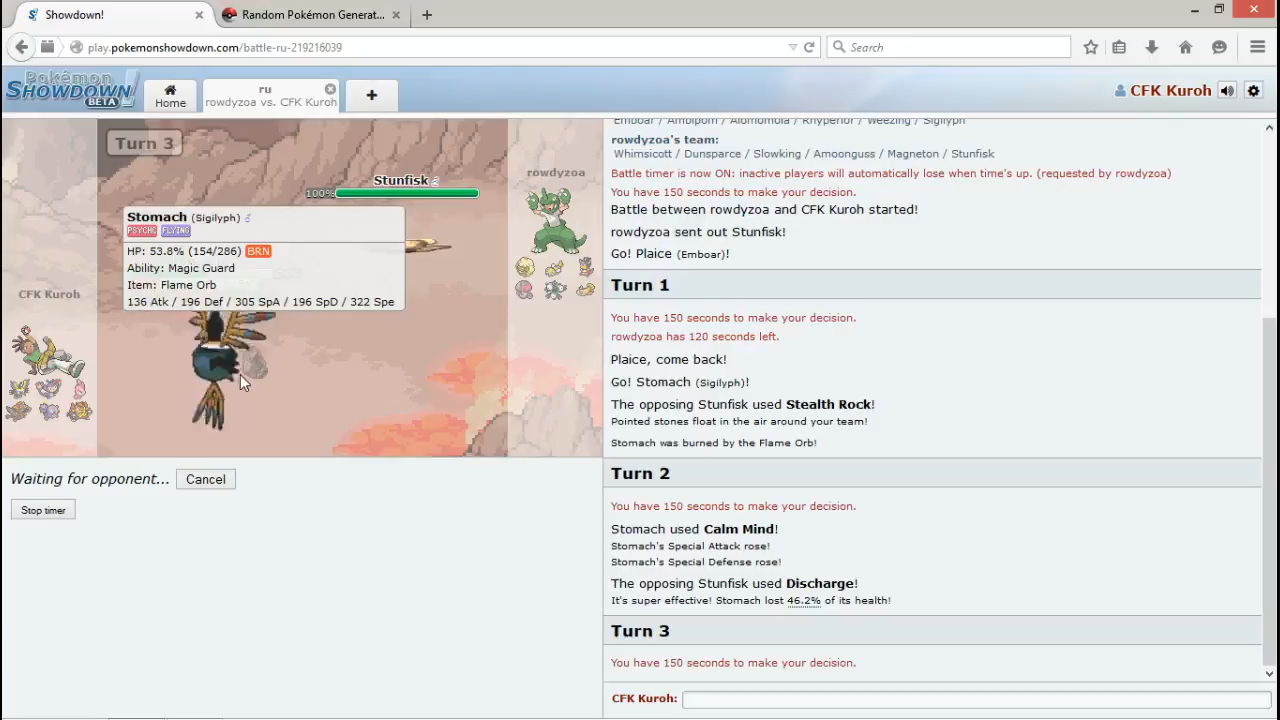 Showdown!
Random Pokémon Generat...
play.pokemonshowdown.com/battle-ru-219216039
Search
Pokémon
SHOWDOWN!
BETA
Home
ru
rowdyzoa vs. CFK Kuroh
CFK Kuroh
Turn 3
Stunfisk
100%
rowdyzoa
Stomach (Sigilyph)
PSYCHC FLYING
HP: 53.8% (154/286) BRN
Ability: Magic Guard
Item: Flame Orb
136 Atk / 196 Def / 305 SpA / 196 SpD / 322 Spe
CFK Kuroh
Waiting for opponent... Cancel
Stop timer
Emboar / Ambipom / Alomomola / Rhyperior / Weezing / Sigilyph
rowdyzoa's team:
Whimsicott / Dunsparce / Slowking / Amoonguss / Magneton / Stunfisk
Battle timer is now ON: inactive players will automatically lose when time's up. (requested by rowdyzoa)
You have 150 seconds to make your decision.
Battle between rowdyzoa and CFK Kuroh started!
rowdyzoa sent out Stunfisk!
Go! Plaice (Emboar)!
Turn 1
You have 150 seconds to make your decision.
rowdyzoa has 120 seconds left.
Plaice, come back!
Go! Stomach (Sigilyph)!
The opposing Stunfisk used Stealth Rock!
Pointed stones float in the air around your team!
Stomach was burned by the Flame Orb!
Turn 2
You have 150 seconds to make your decision.
Stomach used Calm Mind!
Stomach's Special Attack rose!
Stomach's Special Defense rose!
The opposing Stunfisk used Discharge!
It's super effective! Stomach lost 46.2% of its health!
Turn 3
You have 150 seconds to make your decision.
CFK Kuroh: